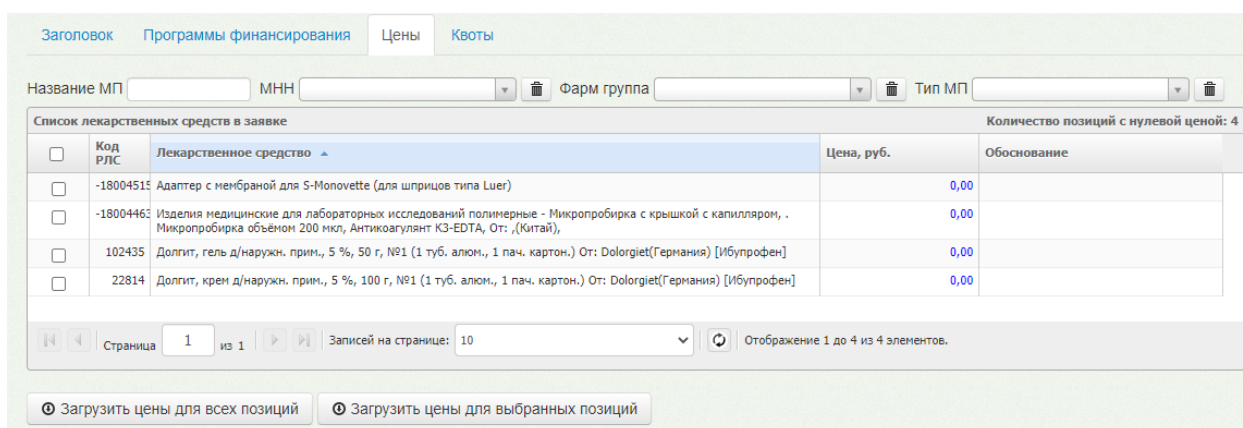 Заголовок Программы финансирования Цены Квоты
Название МП МНН Фарм группа Тип МП
Список лекарственных средств в заявке Количество позиций с нулевой ценой: 4
Код РЛС Лекарственное средство Цена, руб. Обоснование
-18004515 Адаптер с мембраной для S-Monovette (для шприцов типа Luer) 0,00
-18004463 Изделия медицинские для лабораторных исследований полимерные - Микропробирка с крышкой с капилляром, . 0,00
Микропробирка объёмом 200 мкл, Антикоагулянт K3-EDTA, От: ,(Китай),
102435 Долгит, гель д/наружн. прим., 5 %, 50 г, №1 (1 туб. алюм., 1 пач. картон.) От: Dolorgiet(Германия) [Ибупрофен] 0,00
22814 Долгит, крем д/наружн. прим., 5 %, 100 г, №1 (1 туб. алюм., 1 пач. картон.) От: Dolorgiet(Германия) [Ибупрофен] 0,00
Страница 1 из 1 Записей на странице: 10 Отображение 1 до 4 из 4 элементов.
Загрузить цены для всех позиций Загрузить цены для выбранных позиций